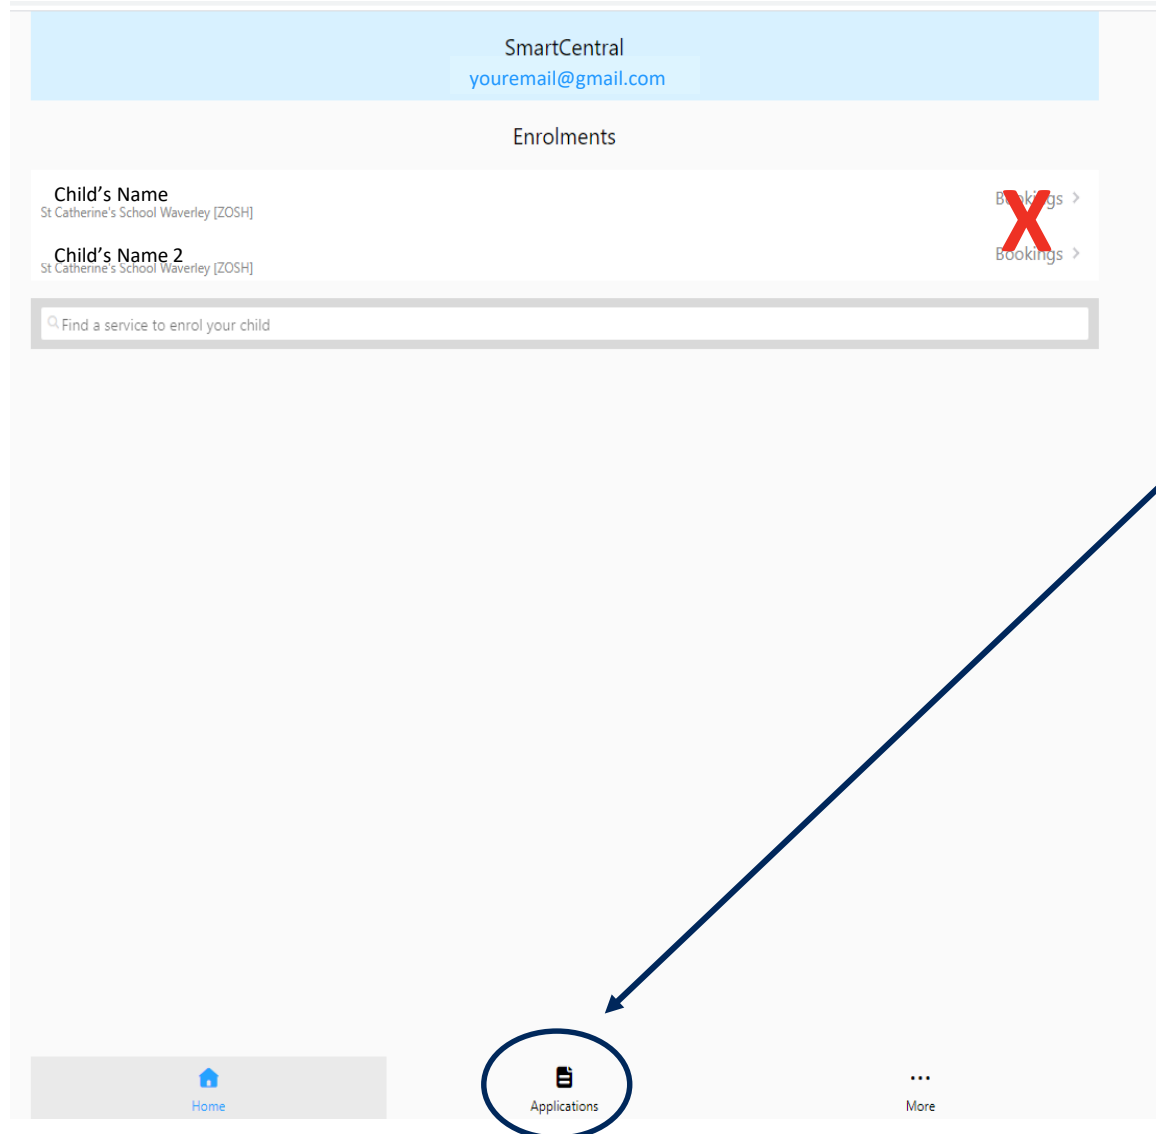 SmartCentral
youremail@gmail.com
Enrolments
Child's Name
St Catherine's School Waverley [ZOSH]
Bookings >
X
Child's Name 2
St Catherine's School Waverley [ZOSH]
Bookings >
Find a service to enrol your child
Home
Applications
More